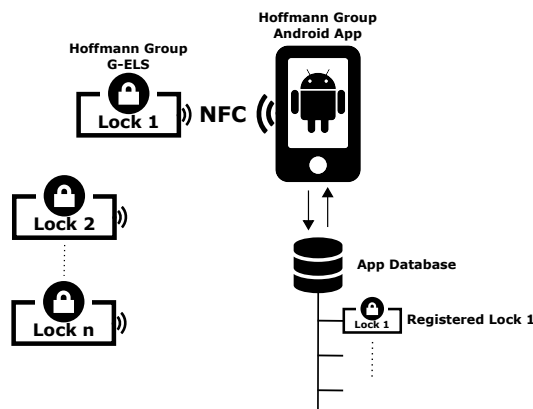 Hoffmann Group
G-ELS
Lock 1
NFC
Hoffmann Group
Android App
Lock 2
Lock n
App Database
Lock 1
Registered Lock 1